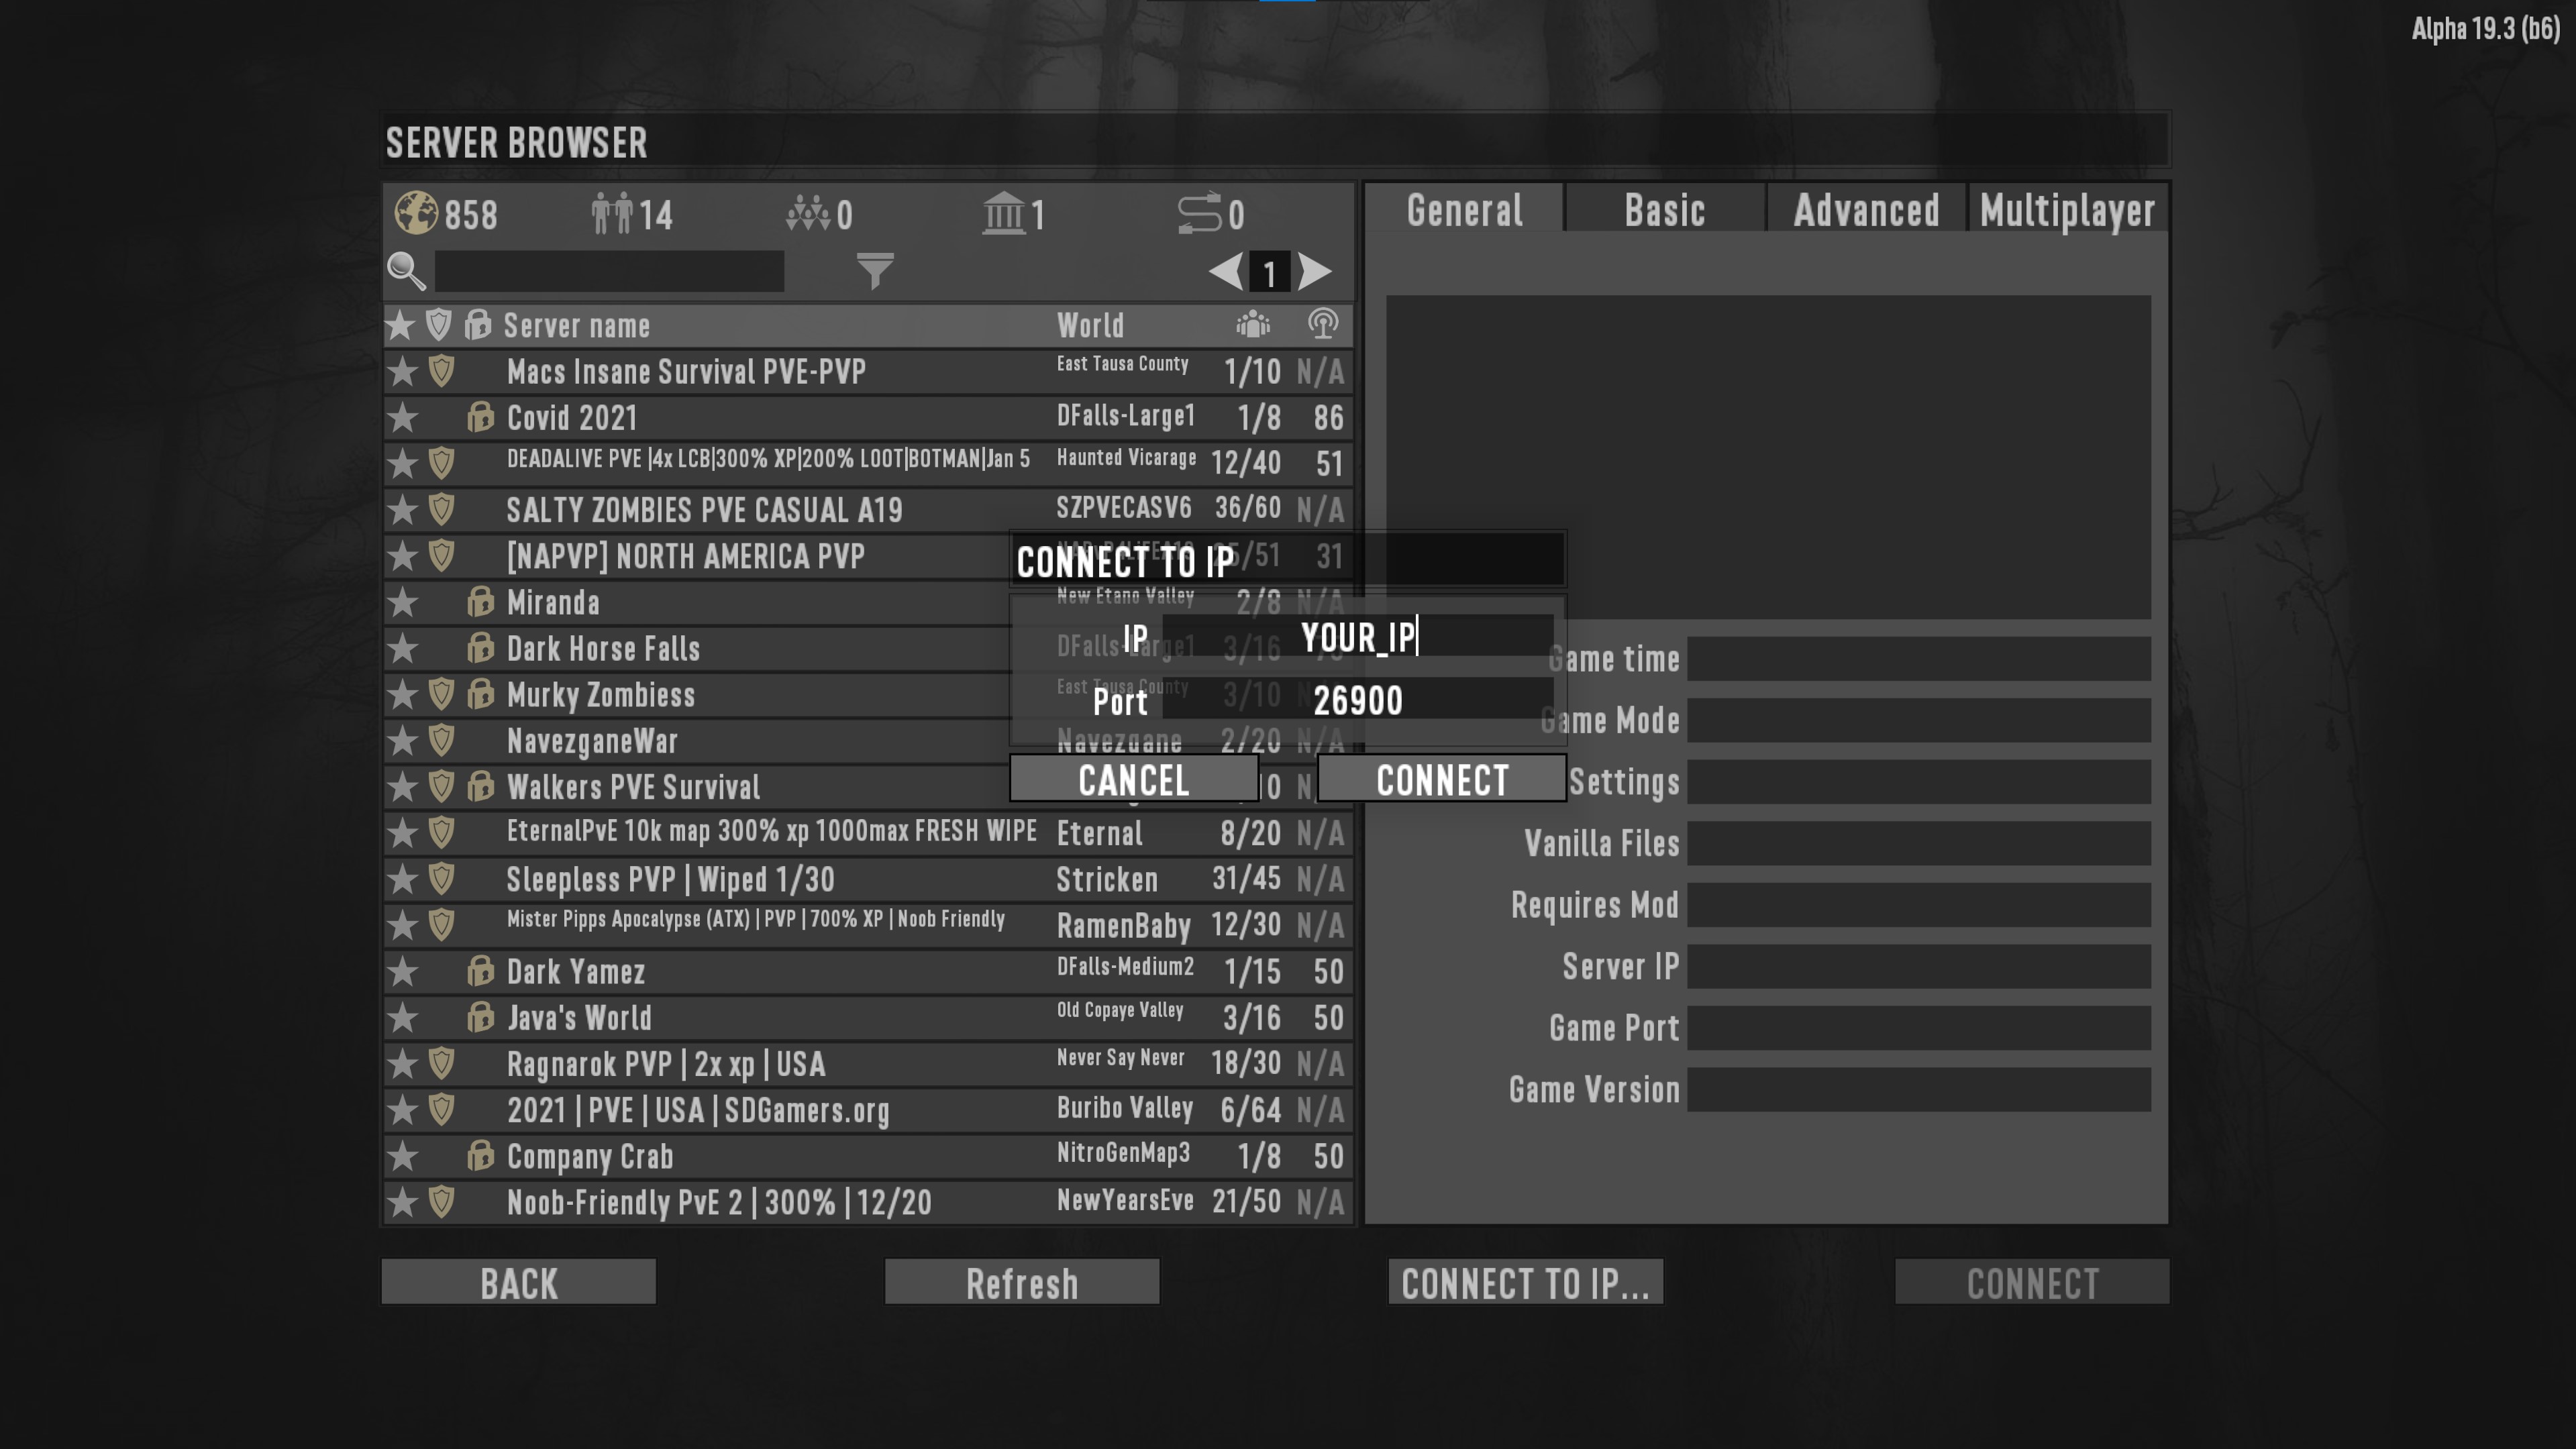 Alpha 19.3 (b6)
SERVER BROWSER
858 14 0 1 0
1
General Basic Advanced Multiplayer
Server name World
Macs Insane Survival PVE-PVP East Tausa County 1/10 N/A
Covid 2021 DFalls-Large1 1/8 86
DEADALIVE PVE |4x LCB|300% XP|200% LOOT|BOTMAN|Jan 5 Haunted Vicarage 12/40 51
SALTY ZOMBIES PVE CASUAL A19 SZPVECASV6 36/60 N/A
[NAPVP] NORTH AMERICA PVP 31
Miranda New Etano Valley 2/8 N/A
Dark Horse Falls DFalls-Large1 3/16
Murky Zombiess East Tausa County 3/10 N/A
NavezganeWar Navezgane 2/20 N/A
Walkers PVE Survival
EternalPvE 10k map 300% xp 1000max FRESH WIPE Eternal 8/20 N/A
Sleepless PVP | Wiped 1/30 Stricken 31/45 N/A
Mister Pipps Apocalypse (ATX) | PVP | 700% XP | Noob Friendly RamenBaby 12/30 N/A
Dark Yamez DFalls-Medium2 1/15 50
Java's World Old Copaye Valley 3/16 50
Ragnarok PVP | 2x xp | USA Never Say Never 18/30 N/A
2021 | PVE | USA | SDGamers.org Buribo Valley 6/64 N/A
Company Crab NitroGenMap3 1/8 50
Noob-Friendly PvE 2 | 300% | 12/20 NewYearsEve 21/50 N/A
CONNECT TO IP
IP YOUR_IP
Port 26900
CANCEL CONNECT
Game time
Game Mode
Settings
Vanilla Files
Requires Mod
Server IP
Game Port
Game Version
BACK Refresh CONNECT TO IP... CONNECT